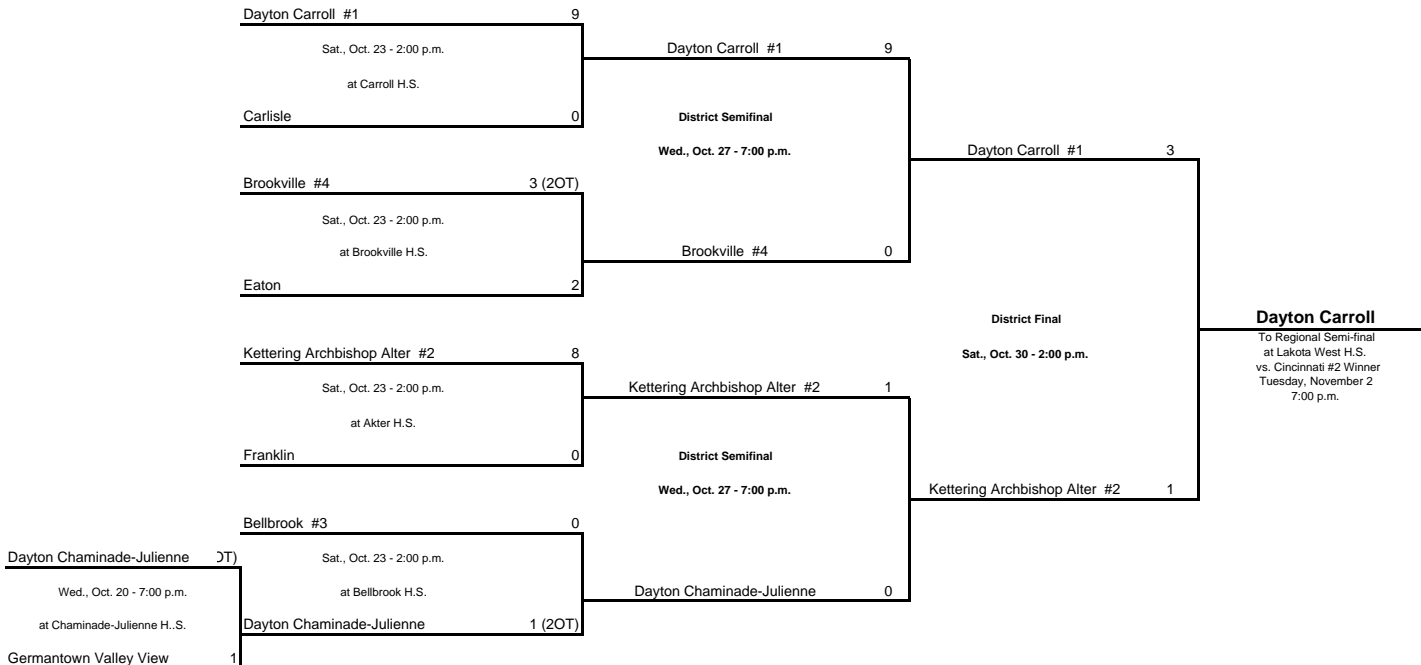 Dayton Carroll #1 9
Sat., Oct. 23 - 2:00 p.m.
at Carroll H.S.
Carlisle 0
Brookville #4 3 (2OT)
Sat., Oct. 23 - 2:00 p.m.
at Brookville H.S.
Eaton 2
Kettering Archbishop Alter #2 8
Sat., Oct. 23 - 2:00 p.m.
at Akter H.S.
Franklin 0
Bellbrook #3 0
Sat., Oct. 23 - 2:00 p.m.
at Bellbrook H.S.
Dayton Chaminade-Julienne 1 (2OT)
Dayton Chaminade-Julienne OT)
Wed., Oct. 20 - 7:00 p.m.
at Chaminade-Julienne H..S.
Germantown Valley View 1
Dayton Carroll #1 9
District Semifinal
Wed., Oct. 27 - 7:00 p.m.
Brookville #4 0
Kettering Archbishop Alter #2 1
District Semifinal
Wed., Oct. 27 - 7:00 p.m.
Dayton Chaminade-Julienne 0
Dayton Carroll #1 3
District Final
Sat., Oct. 30 - 2:00 p.m.
Kettering Archbishop Alter #2 1
Dayton Carroll
To Regional Semi-final
at Lakota West H.S.
vs. Cincinnati #2 Winner
Tuesday, November 2
7:00 p.m.